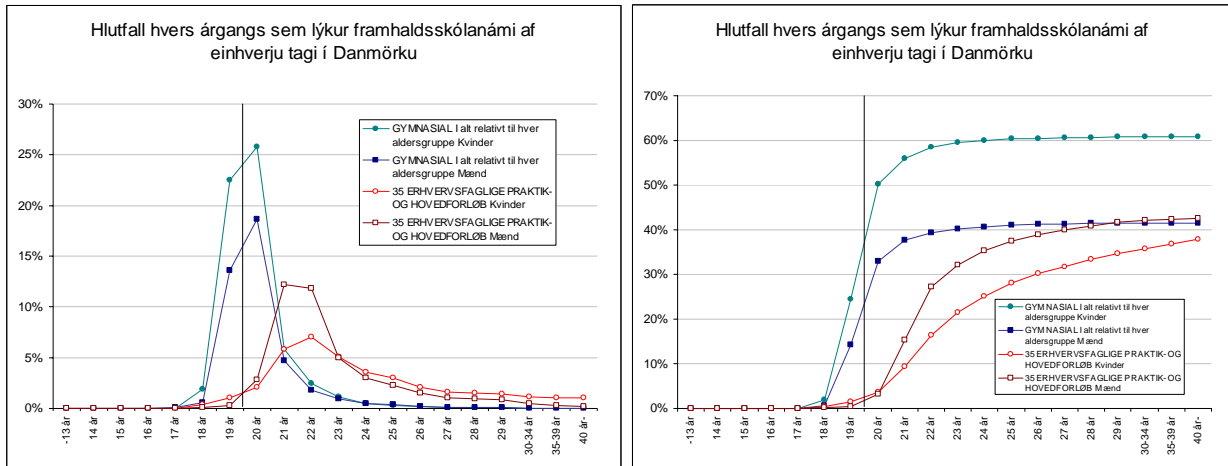 Hlutfall hvers árgangs sem lýkur framhaldsskólanámi af
einhverju tagi í Danmörku
30%
25%
20%
15%
10%
5%
0%
GYMNASIAL I alt relativt til hver
aldersgruppe Kvinder
GYMNASIAL I alt relativt til hver
aldersgruppe Mænd
35 ERHVERVSFAGLIGE PRAKTIK-
OG HOVEDFORLØB Kvinder
35 ERHVERVSFAGLIGE PRAKTIK-
OG HOVEDFORLØB Mænd
-13 år
14 år
15 år
16 år
17 år
18 år
19 år
20 år
21 år
22 år
23 år
24 år
25 år
26 år
27 år
28 år
29 år
30-34 år
35-39 år
40 år-
Hlutfall hvers árgangs sem lýkur framhaldsskólanámi af
einhverju tagi í Danmörku
70%
60%
50%
40%
30%
20%
10%
0%
GYMNASIAL I alt relativt til hver
aldersgruppe Kvinder
GYMNASIAL I alt relativt til hver
aldersgruppe Mænd
35 ERHVERVSFAGLIGE PRAKTIK- OG
HOVEDFORLØB Kvinder
35 ERHVERVSFAGLIGE PRAKTIK- OG
HOVEDFORLØB Mænd
-13 år
14 år
15 år
16 år
17 år
18 år
19 år
20 år
21 år
22 år
23 år
24 år
25 år
26 år
27 år
28 år
29 år
30-34 år
35-39 år
40 år-